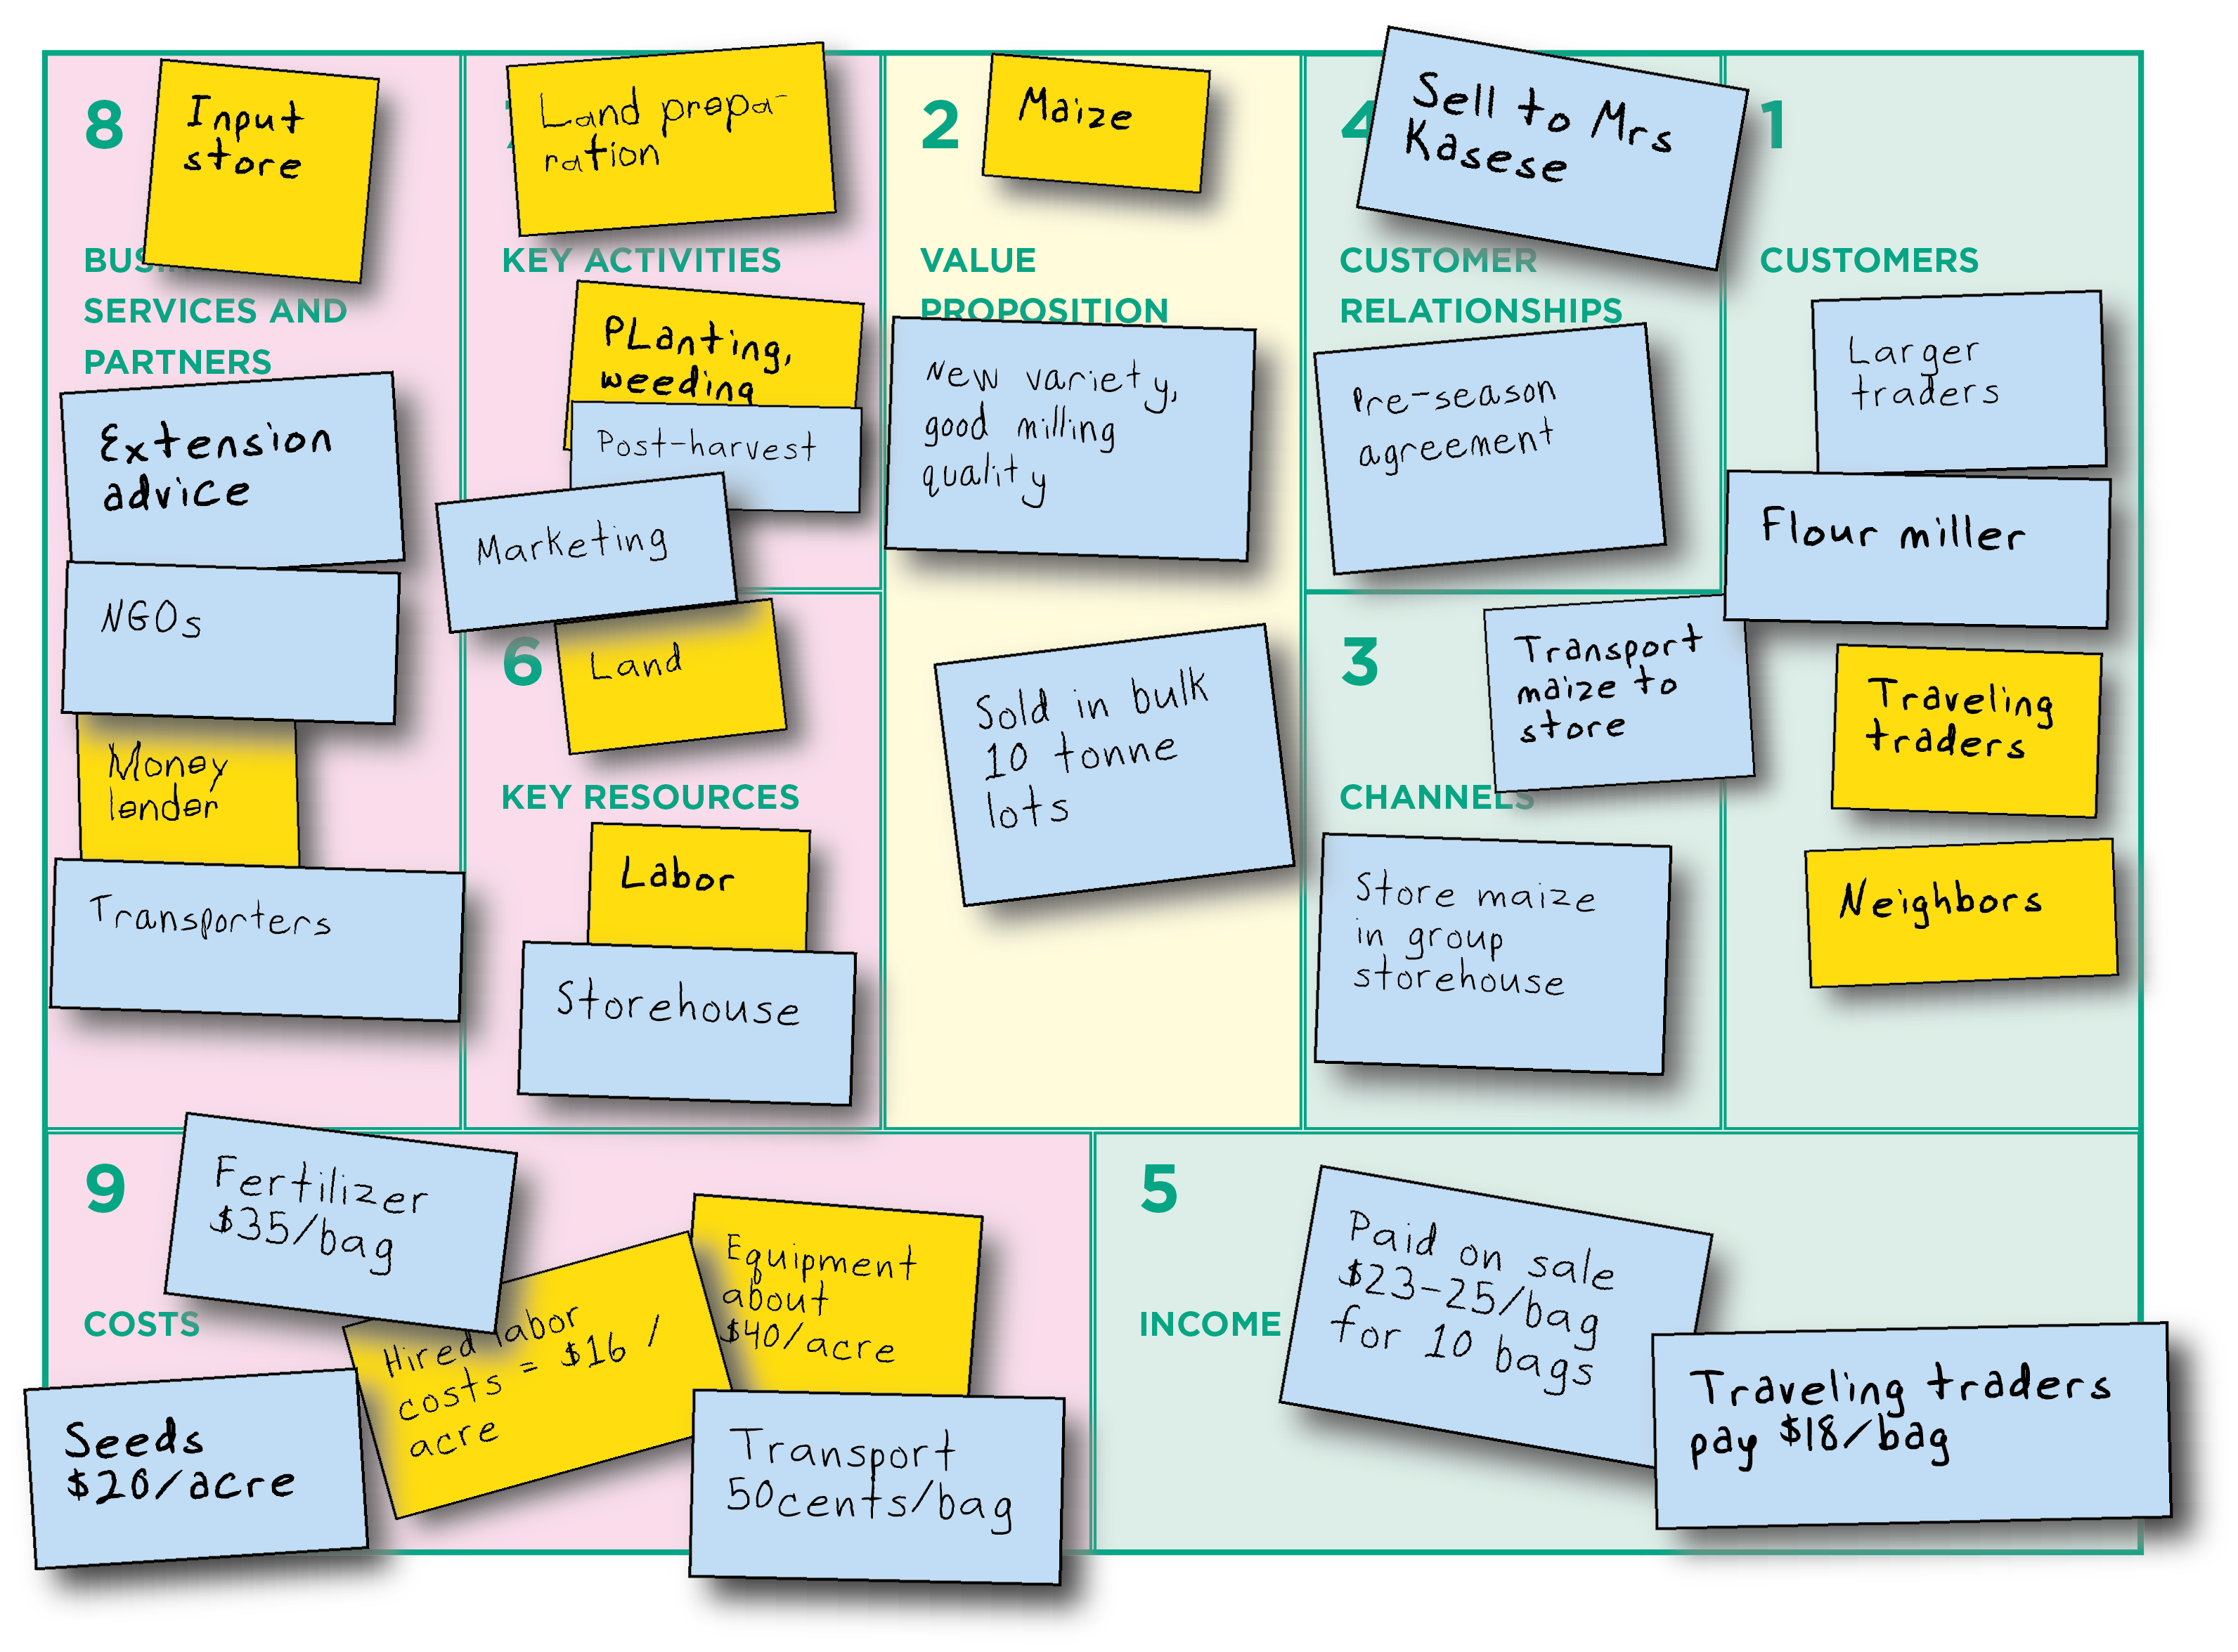 8
Input
store
SERVICES AND
PARTNERS
Extension
advice
NGOs
Money
lender
Transporters
Land prepa-
ration
KEY ACTIVITIES
PLanting,
weeding
Post-harvest
Marketing
6
Land
KEY RESOURCES
Labor
Storehouse
2
Maize
VALUE
PROPOSITION
New variety,
good milling
quality
Sold in bulk
10 tonne
lots
4
Sell to Mrs
Kasese
CUSTOMER
RELATIONSHIPS
Pre-season
agreement
3
Transport
maize to
store
CHANNELS
Store maize
in group
storehouse
1
CUSTOMERS
Larger
traders
Flour miller
Traveling
traders
Neighbors
9
COSTS
Fertilizer
$35/bag
Seeds
$20/acre
Hired labor
costs = $16 /
acre
Equipment
about
$40/acre
Transport
50cents/bag
5
INCOME
Paid on sale
$23-25/bag
for 10 bags
Traveling traders
pay $18/bag